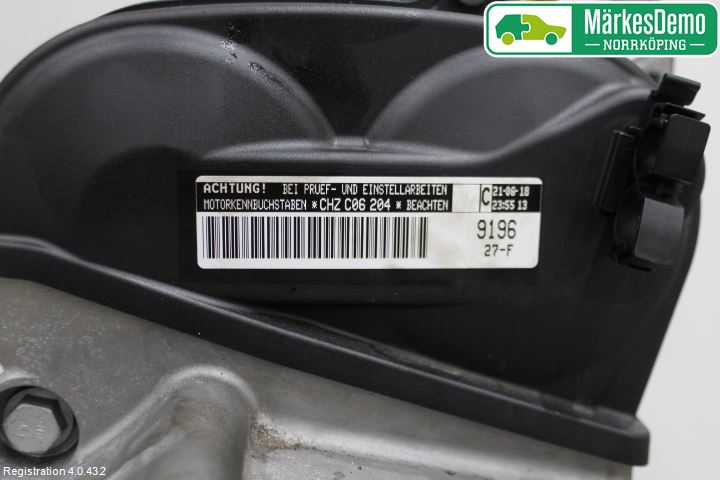 MärkesDemo
NORRKÖPING
ACHTUNG! BEI PRUEF- UND EINSTELLARBEITEN
MOTORKENNBUCHSTABEN *CHZ C06 204* BEACHTEN
C
21-06-18
23:55 13
9196
27-F
Registration 4.0.43.2